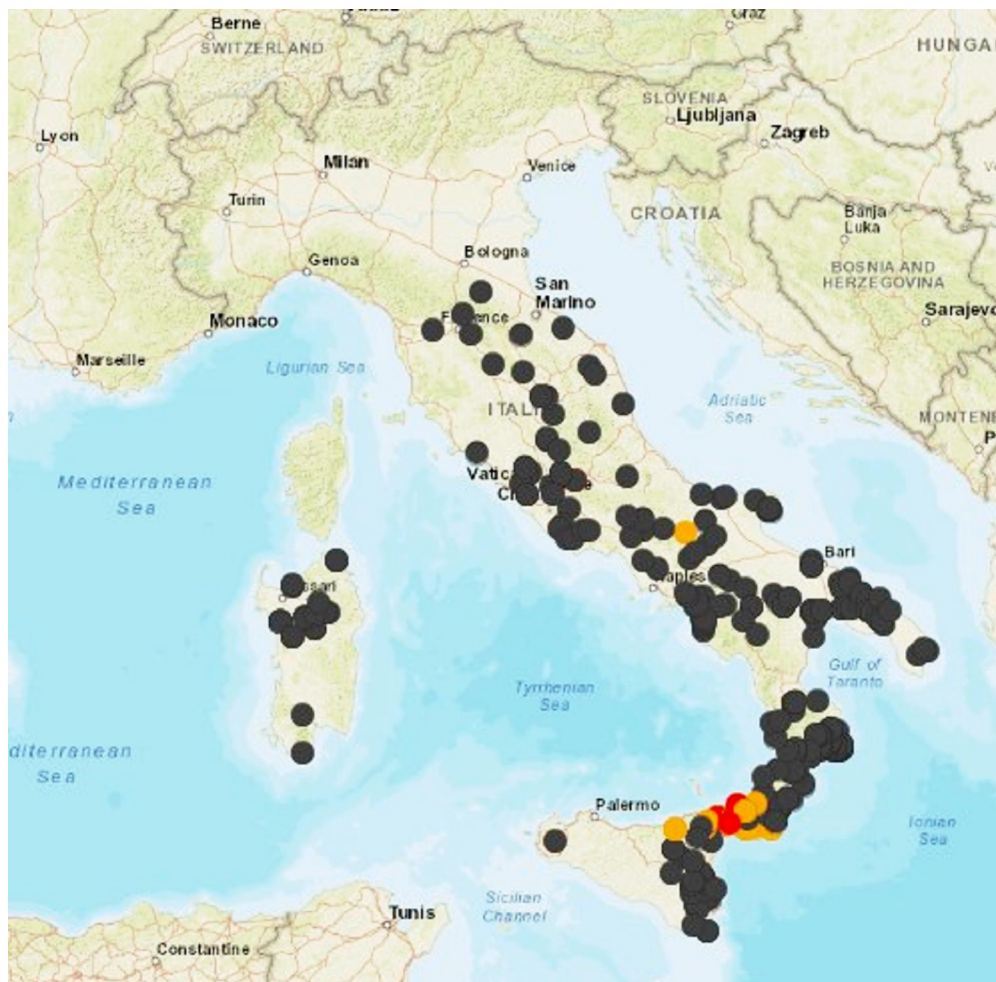 Graz
Berne
SWITZERLAND
HUNGA
SLOVENIA
Ljubljana
Lyon
Zagreb
Milan
Venice
Turin
CROATIA
Banja
Luka
Bologna
Genoa
BOSNIA AND
HERZEGOVINA
San
Marino
Sarajevo
Monaco
Marseille
Ligurian Sea
Adriatic
Sea
ITAL
MONTENE
P
Mediterranean
Sea
Vatic
Bari
Gulf of
Taranto
Tyrrhenian
Sea
diterranean
Sea
Palermo
Ionian
Sea
Sicilian
Channel
Tunis
Constantine